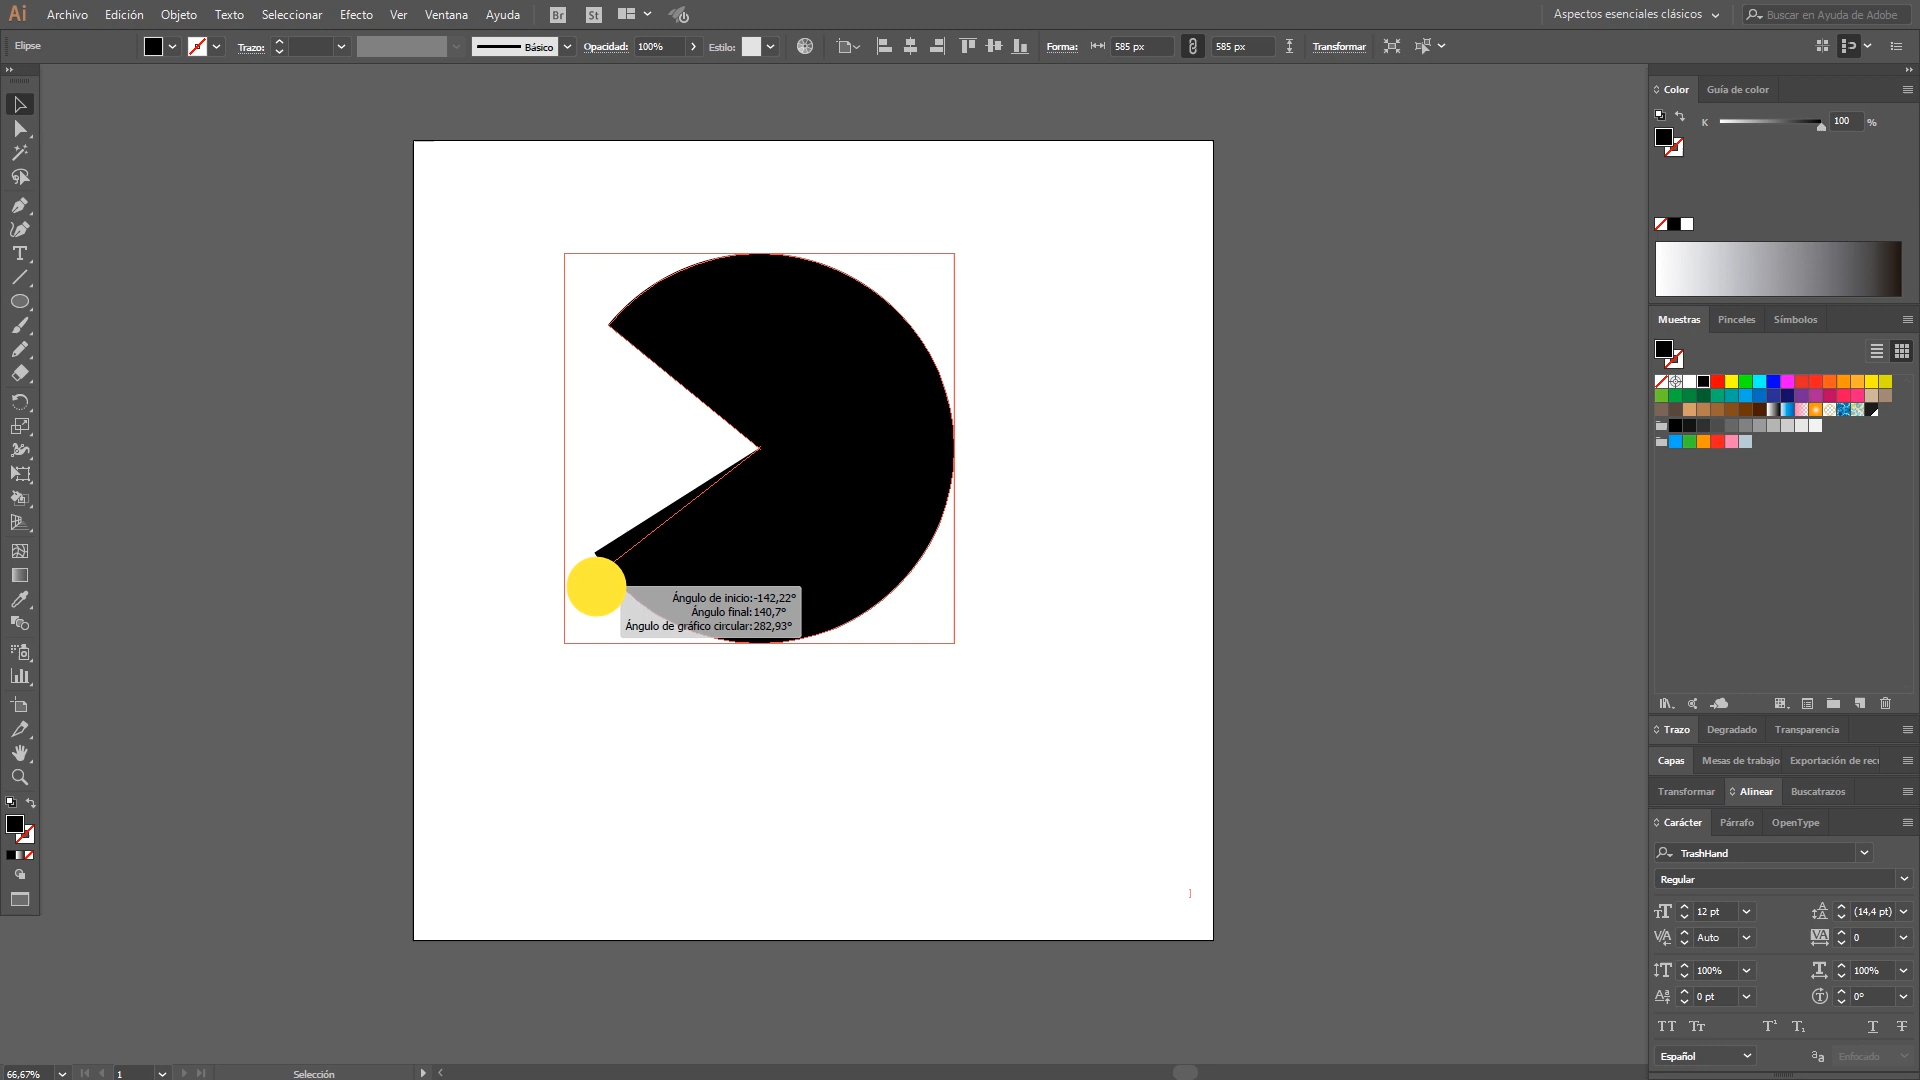 Ai Archivo Edición Objeto Texto Seleccionar Efecto Ver Ventana Ayuda Br St Aspectos esenciales clásicos Buscar en Ayuda de Adobe
Elipse Trazo: Básico Opacidad: 100% Estilo: Forma: 585 px 585 px Transformar
Color Guía de color
K 100 %
Muestras Pinceles Símbolos
Ángulo de inicio:-142,22°
Ángulo final:140,7°
Ángulo de gráfico circular:282,93°
Trazo Degradado Transparencia
Capas Mesas de trabajo Exportación de recu
Transformar Alinear Buscatrazos
Carácter Párrafo OpenType
TrashHand
Regular
12 pt (14,4 pt)
Auto 0
100% 100%
0 pt 0°
Español Enfocado
66,67% 1 Selección